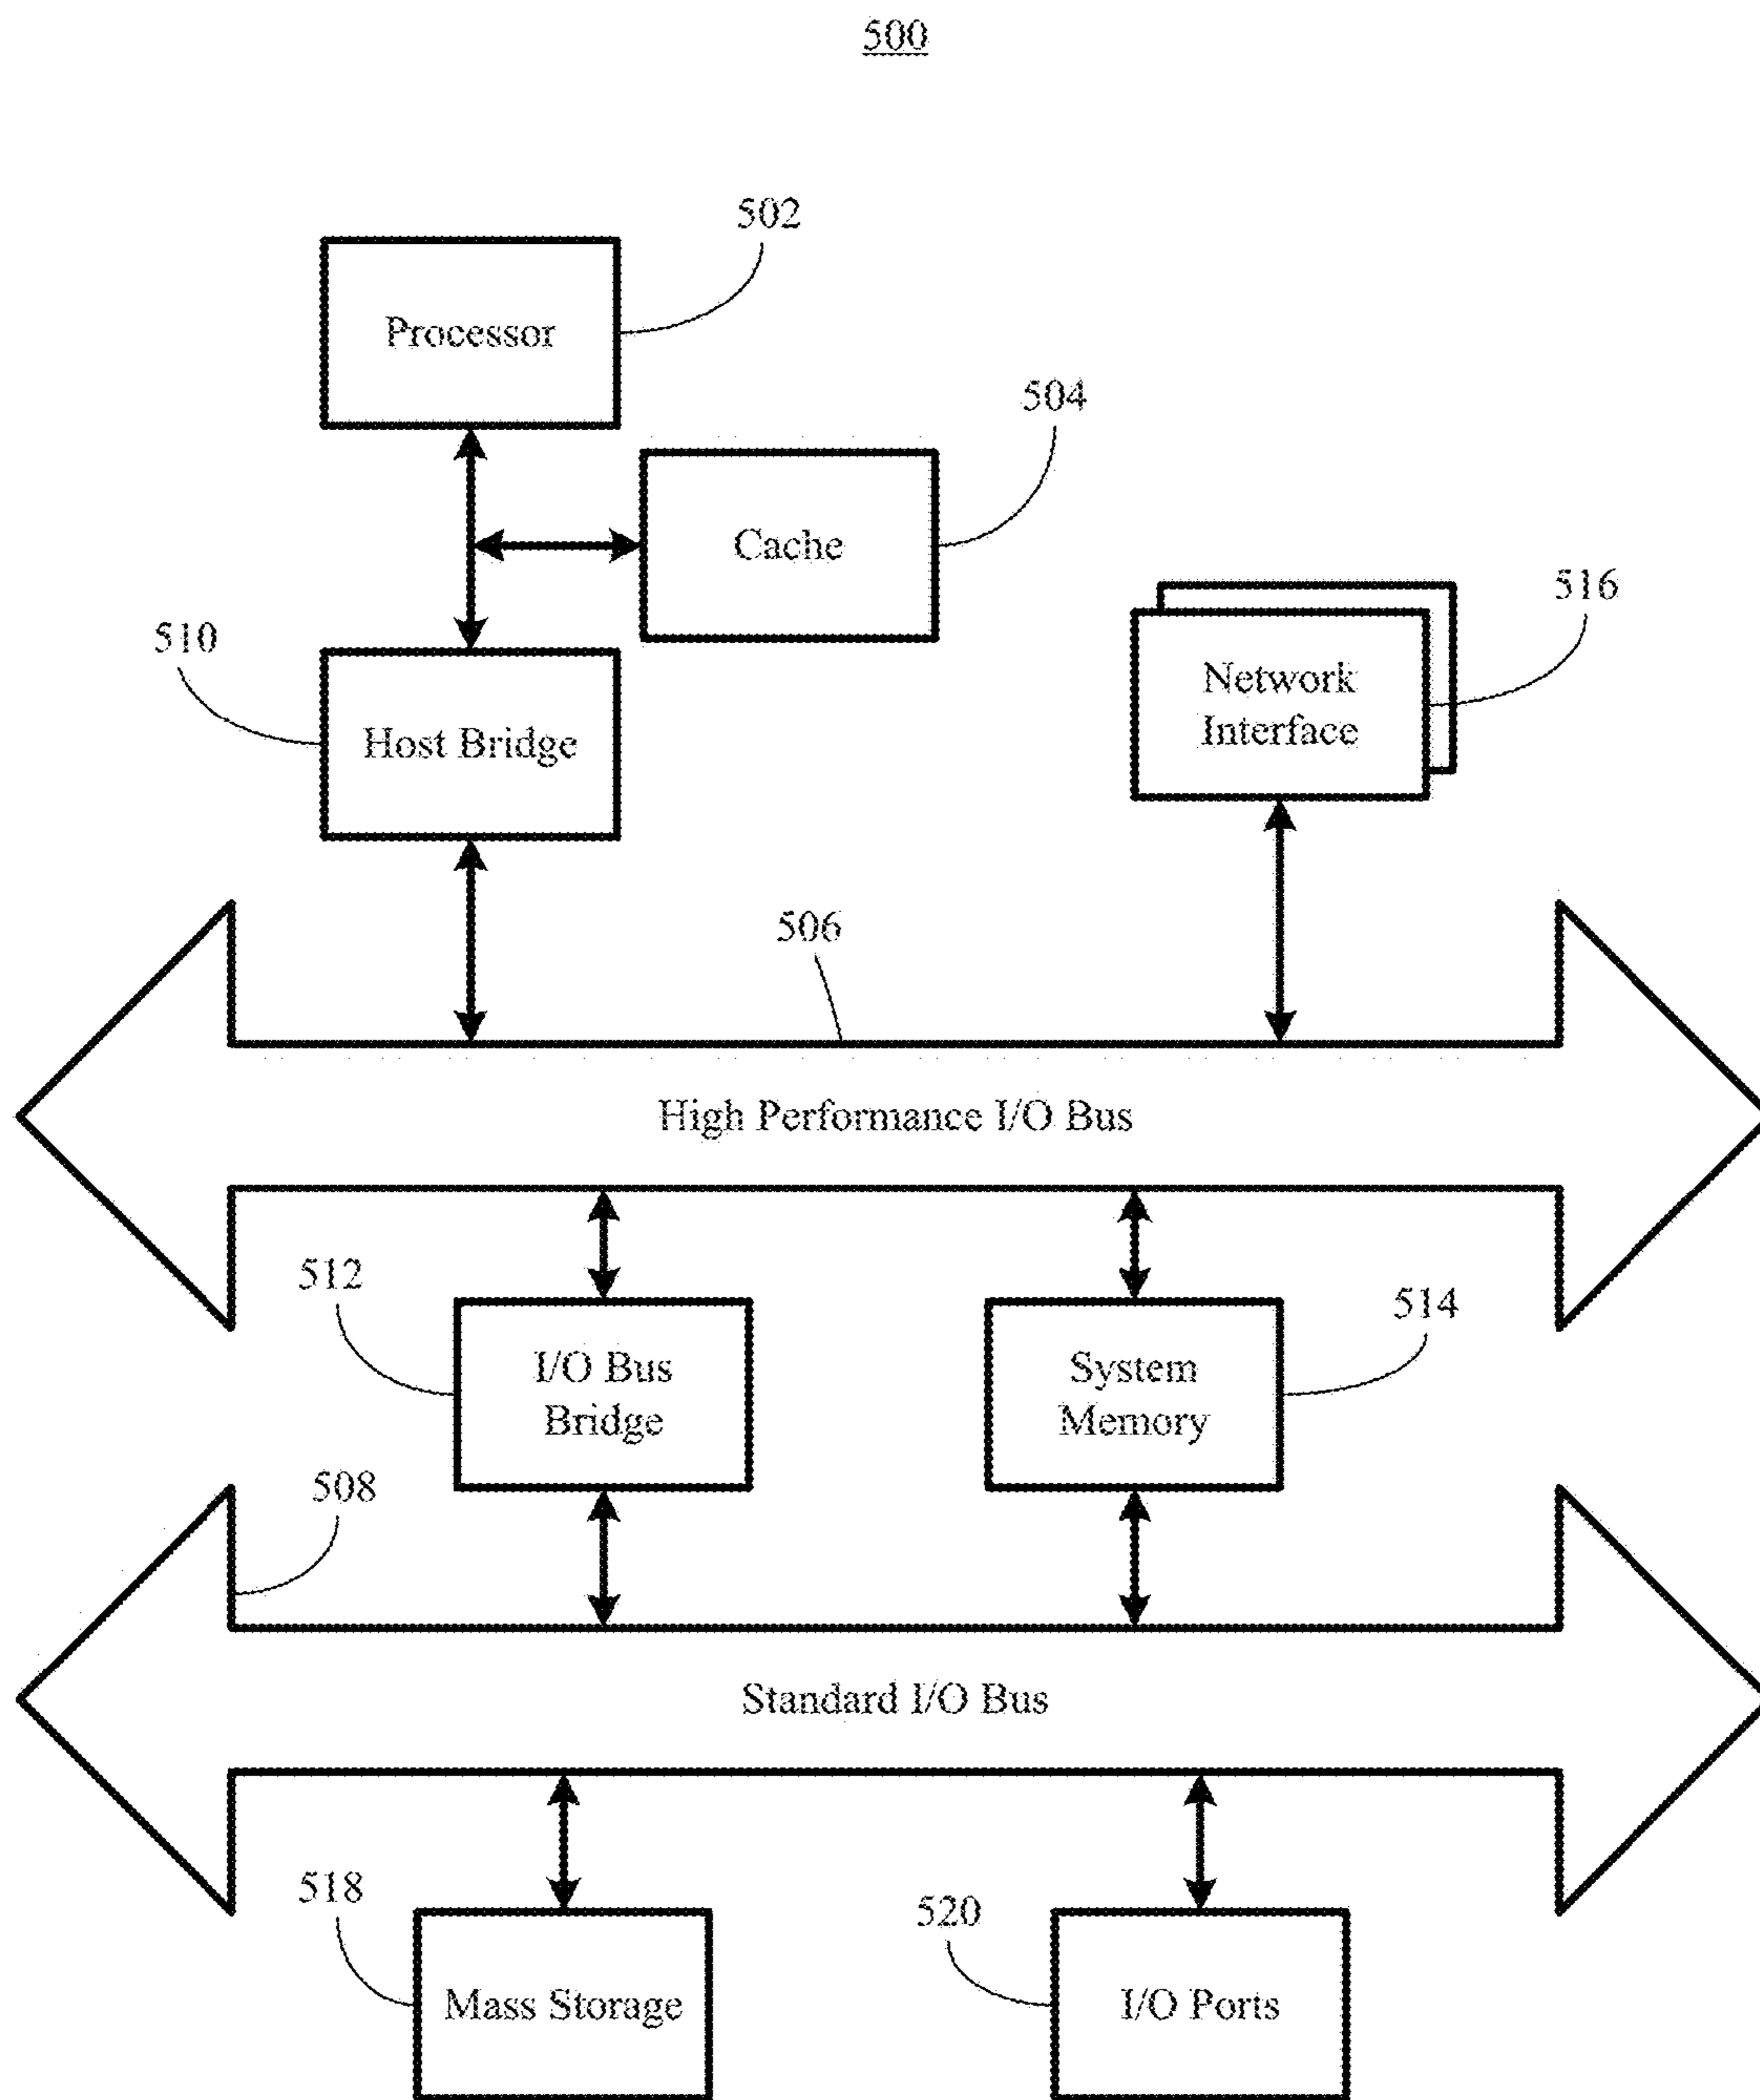 500
502
Processor
504
Cache
516
510
Network
Interface
Host Bridge
506
High Performance I/O Bus
512
514
I/O Bus
Bridge
System
Memory
508
Standard I/O Bus
518
520
Mass Storage
I/O Ports